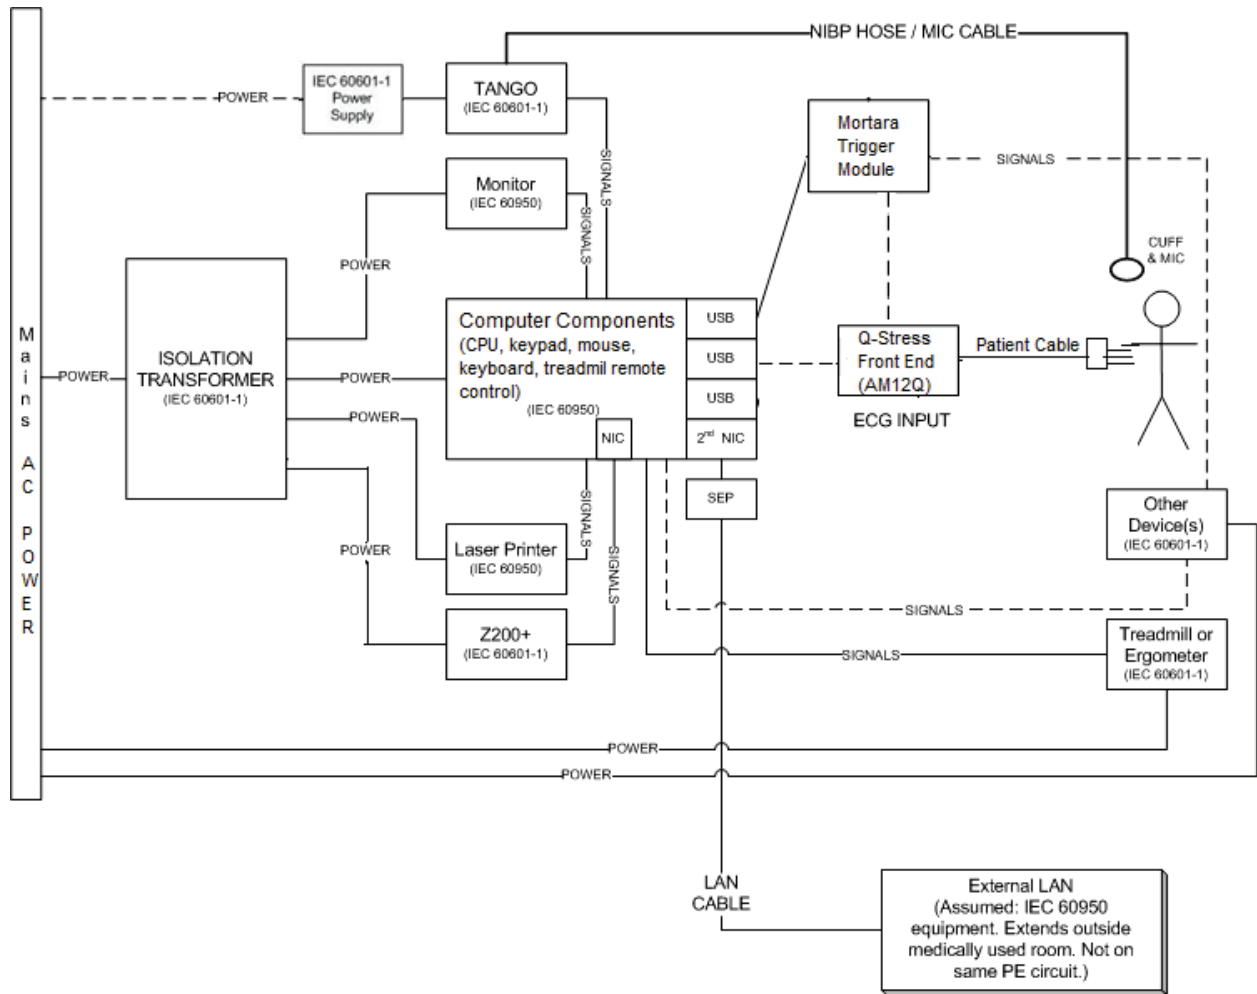 NIBP HOSE / MIC CABLE
IEC 60601-1
Power
Supply
POWER
TANGO
(IEC 60601-1)
SIGNALS
Mortara
Trigger
Module
SIGNALS
Monitor
(IEC 60950)
SIGNALS
CUFF
& MIC
POWER
Mains AC POWER
POWER
ISOLATION
TRANSFORMER
(IEC 60601-1)
POWER
Computer Components
(CPU, keypad, mouse,
keyboard, treadmil remote
control)
(IEC 60950)
NIC
USB
USB
USB
2nd NIC
Q-Stress
Front End
(AM12Q)
ECG INPUT
Patient Cable
POWER
SEP
SIGNALS
Laser Printer
(IEC 60950)
Other
Device(s)
(IEC 60601-1)
POWER
SIGNALS
SIGNALS
Z200+
(IEC 60601-1)
Treadmill or
Ergometer
(IEC 60601-1)
SIGNALS
POWER
POWER
LAN
CABLE
External LAN
(Assumed: IEC 60950
equipment. Extends outside
medically used room. Not on
same PE circuit.)